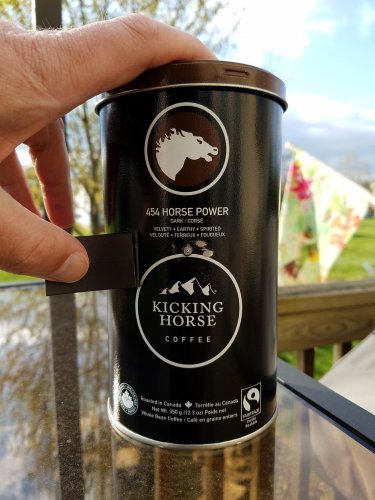 454 HORSE POWER
DARK / CORSÉ
VELVETY • EARTHY • SPIRITED
VELOUTÉ • TERREUX • FOUGUEUX
KICKING
HORSE
COFFEE
Roasted in Canada Torréfié au Canada
Net Wt. 350 g (12.3 oz) Poids net
Whole Bean Coffee / Café en grains entiers
FAIRTRADE